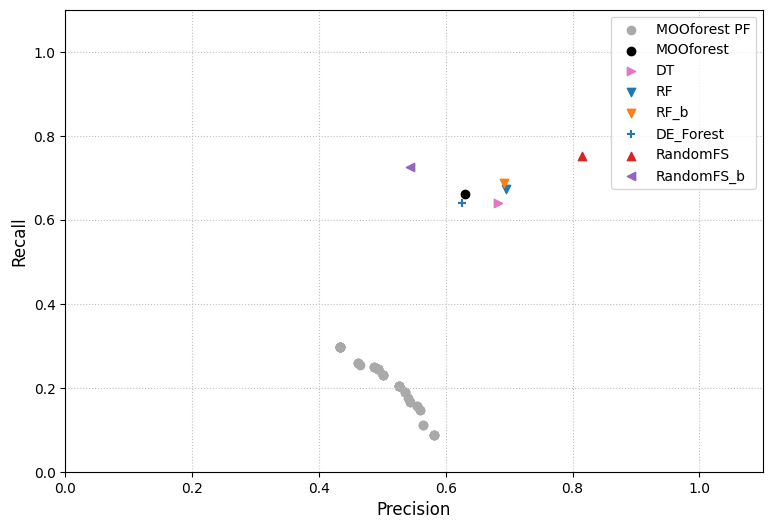 MOOforest PF
MOOforest
DT
RF
RF_b
DE_Forest
RandomFS
RandomFS_b
Recall
1.0
0.8
0.6
0.4
0.2
0.0
0.0 0.2 0.4 0.6 0.8 1.0
Precision